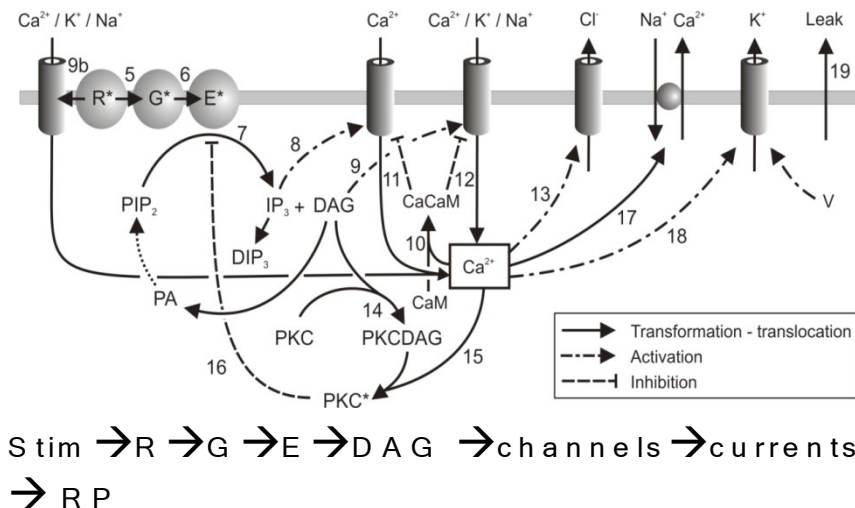 Ca²⁺ / K⁺ / Na⁺ Ca²⁺ Ca²⁺ / K⁺ / Na⁺ Cl⁻ Na⁺ Ca²⁺ K⁺ Leak
9b 5 6 19
R* G* E*
7 8
9 11 12
PIP₂ IP₃ + DAG CaCaM 13 17 V
DIP₃ 10 Ca²⁺ 18
PA CaM
14
PKC PKCDAG 15
16
PKC*
Transformation - translocation
Activation
Inhibition
Stim →R →G →E →DAG →channels →currents
→ RP